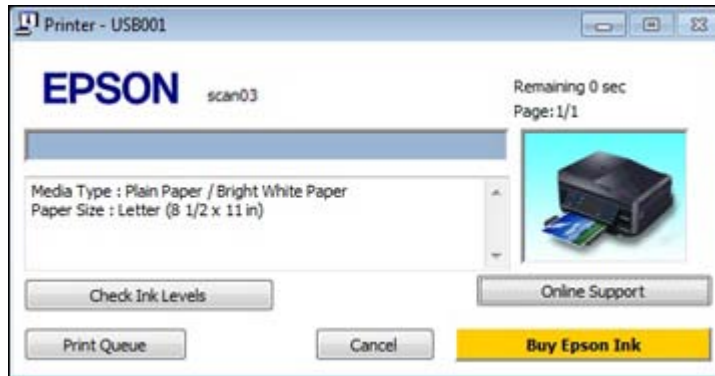 Printer - USB001
EPSON scan03
Remaining 0 sec
Page:1/1
Media Type : Plain Paper / Bright White Paper
Paper Size : Letter (8 1/2 x 11 in)
Check Ink Levels
Online Support
Print Queue
Cancel
Buy Epson Ink